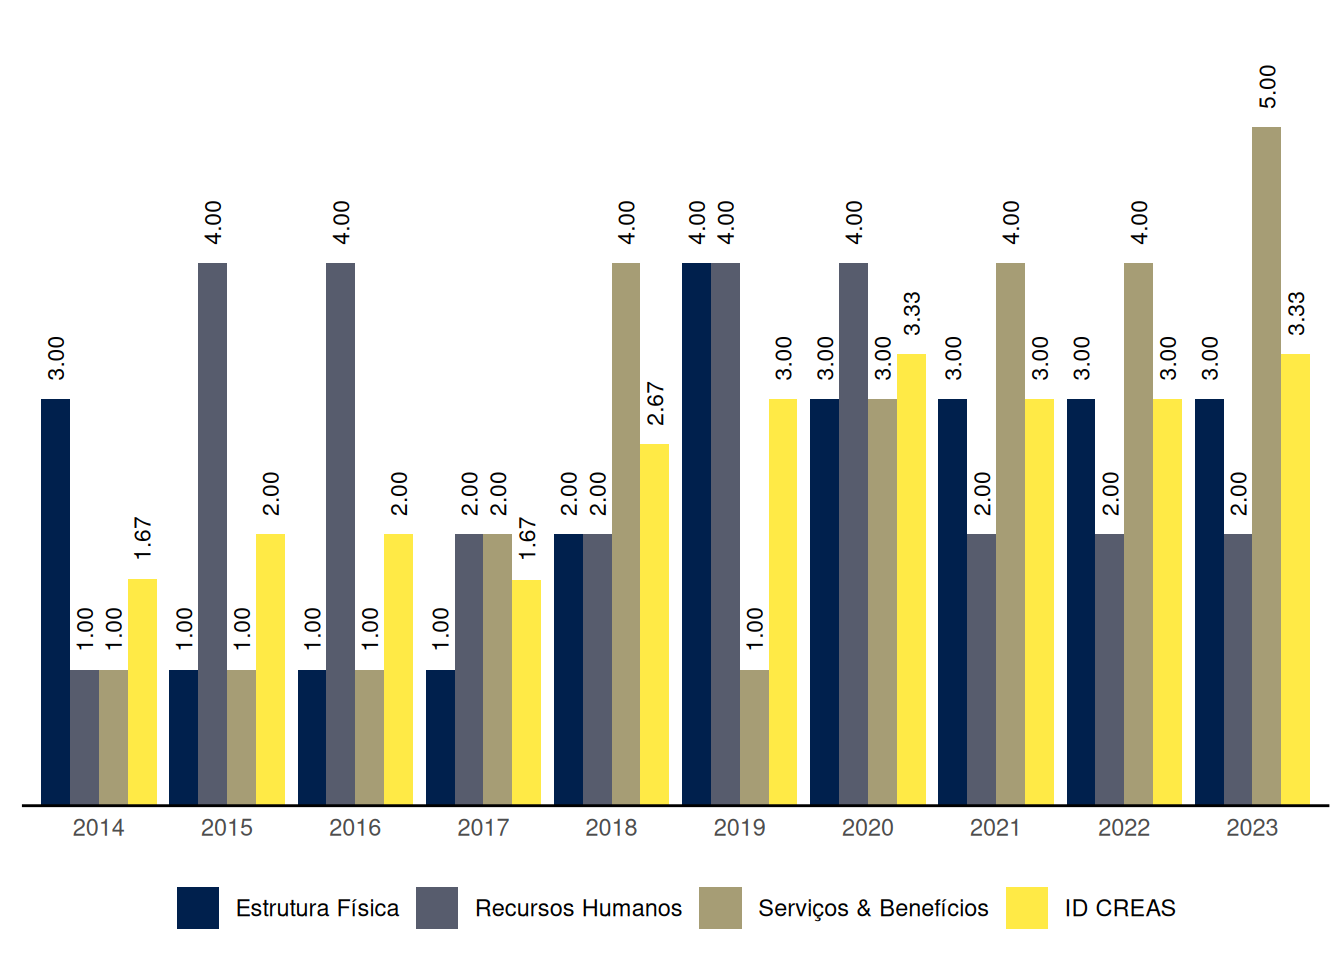 3.00 1.00 1.00 1.67
1.00 4.00 1.00 2.00
1.00 4.00 1.00 2.00
1.00 2.00 2.00 1.67
2.00 2.00 4.00 2.67
4.00 4.00 1.00 3.00
3.00 4.00 3.00 3.33
3.00 2.00 4.00 3.00
3.00 2.00 4.00 3.00
3.00 2.00 5.00 3.33
2014 2015 2016 2017 2018 2019 2020 2021 2022 2023
Estrutura Física Recursos Humanos Serviços & Benefícios ID CREAS